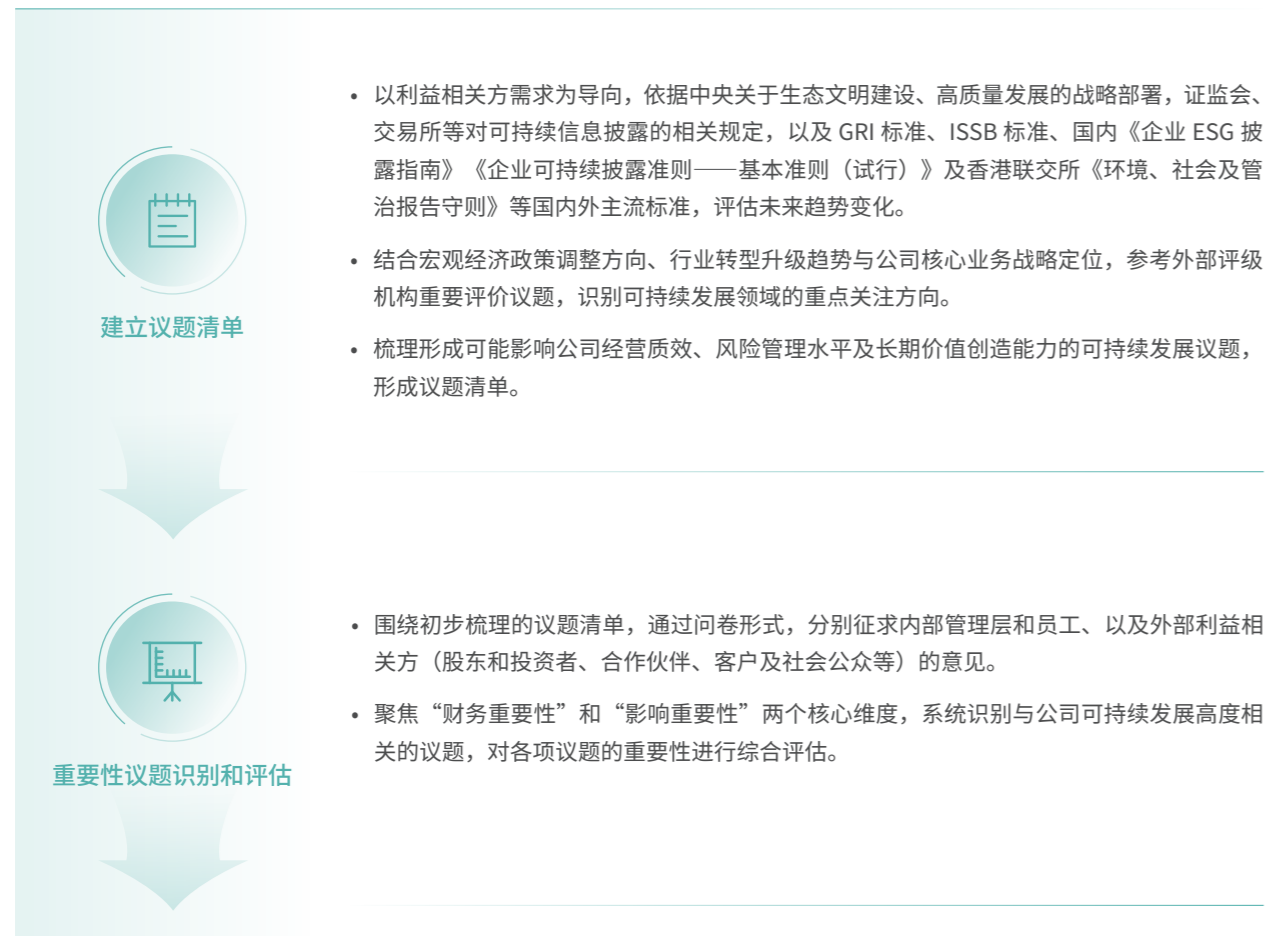 • 以利益相关方需求为导向，依据中央关于生态文明建设、高质量发展的战略部署，证监会、
交易所等对可持续信息披露的相关规定，以及 GRI 标准、ISSB 标准、国内《企业 ESG 披
露指南》《企业可持续披露准则——基本准则（试行）》及香港联交所《环境、社会及管
治报告守则》等国内外主流标准，评估未来趋势变化。
• 结合宏观经济政策调整方向、行业转型升级趋势与公司核心业务战略定位，参考外部评级
机构重要评价议题，识别可持续发展领域的重点关注方向。
建立议题清单
• 梳理形成可能影响公司经营质效、风险管理水平及长期价值创造能力的可持续发展议题，
形成议题清单。
• 围绕初步梳理的议题清单，通过问卷形式，分别征求内部管理层和员工、以及外部利益相
关方（股东和投资者、合作伙伴、客户及社会公众等）的意见。
• 聚焦“财务重要性”和“影响重要性”两个核心维度，系统识别与公司可持续发展高度相
关的议题，对各项议题的重要性进行综合评估。
重要性议题识别和评估